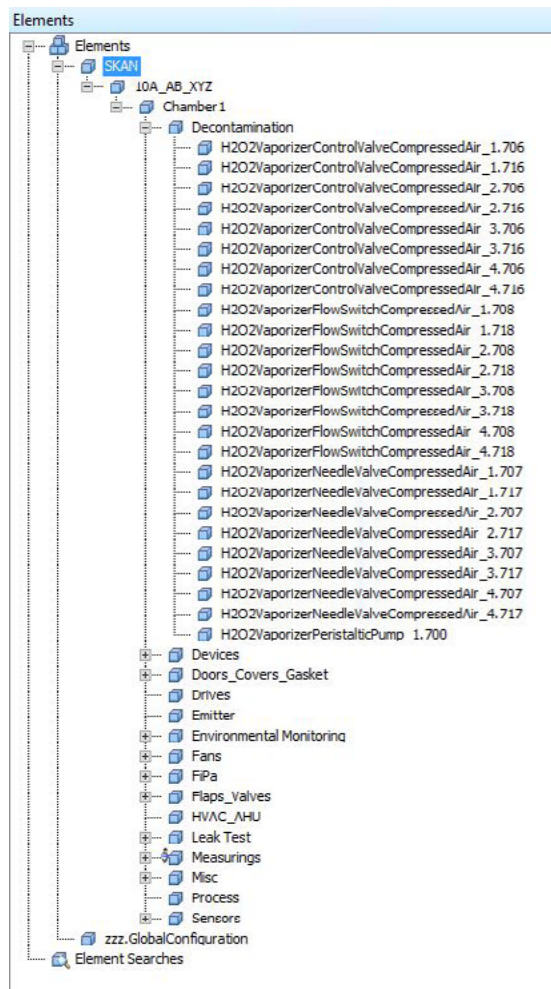 Elements
Elements
SKAN
10A_AB_XYZ
Chamber1
Decontamination
H2O2VaporizerControlValveCompressedAir_1.706
H2O2VaporizerControlValveCompressedAir_1.716
H2O2VaporizerControlValveCompressedAir_2.706
H2O2VaporizerControlValveCompressedAir_2.716
H2O2VaporizerControlValveCompressedAir_3.706
H2O2VaporizerControlValveCompressedAir_3.716
H2O2VaporizerControlValveCompressedAir_4.706
H2O2VaporizerControlValveCompressedAir_4.716
H2O2VaporizerFlowSwitchCompressedAir_1.708
H2O2VaporizerFlowSwitchCompressedAir_1.718
H2O2VaporizerFlowSwitchCompressedAir_2.708
H2O2VaporizerFlowSwitchCompressedAir_2.718
H2O2VaporizerFlowSwitchCompressedAir_3.708
H2O2VaporizerFlowSwitchCompressedAir_3.718
H2O2VaporizerFlowSwitchCompressedAir_4.708
H2O2VaporizerFlowSwitchCompressedAir_4.718
H2O2VaporizerNeedleValveCompressedAir_1.707
H2O2VaporizerNeedleValveCompressedAir_1.717
H2O2VaporizerNeedleValveCompressedAir_2.707
H2O2VaporizerNeedleValveCompressedAir_2.717
H2O2VaporizerNeedleValveCompressedAir_3.707
H2O2VaporizerNeedleValveCompressedAir_3.717
H2O2VaporizerNeedleValveCompressedAir_4.707
H2O2VaporizerNeedleValveCompressedAir_4.717
H2O2VaporizerPeristalticPump_1.700
Devices
Doors_Covers_Gasket
Drives
Emitter
Environmental Monitoring
Fans
FiPa
Flaps_Valves
HVAC_AHU
Leak Test
Measurings
Misc
Process
Sensors
zzz.GlobalConfiguration
Element Searches